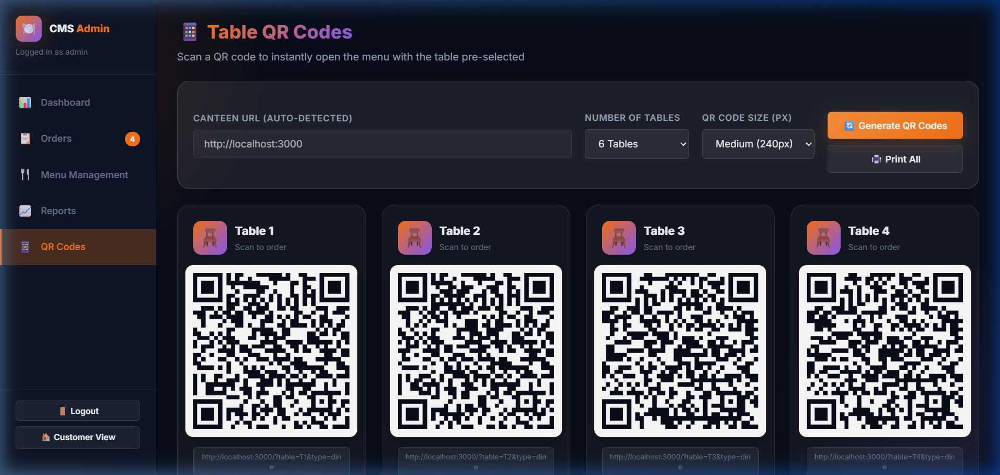 CMS Admin
Logged in as admin
Dashboard
Orders
4
Menu Management
Reports
QR Codes
Logout
Customer View
Table QR Codes
Scan a QR code to instantly open the menu with the table pre-selected
CANTEEN URL (AUTO-DETECTED)
http://localhost:3000
NUMBER OF TABLES
6 Tables
QR CODE SIZE (PX)
Medium (240px)
Generate QR Codes
Print All
Table 1
Scan to order
http://localhost:3000/?table=T1&type=din
e
Table 2
Scan to order
http://localhost:3000/?table=T2&type=din
e
Table 3
Scan to order
http://localhost:3000/?table=T3&type=din
e
Table 4
Scan to order
http://localhost:3000/?table=T4&type=din
e